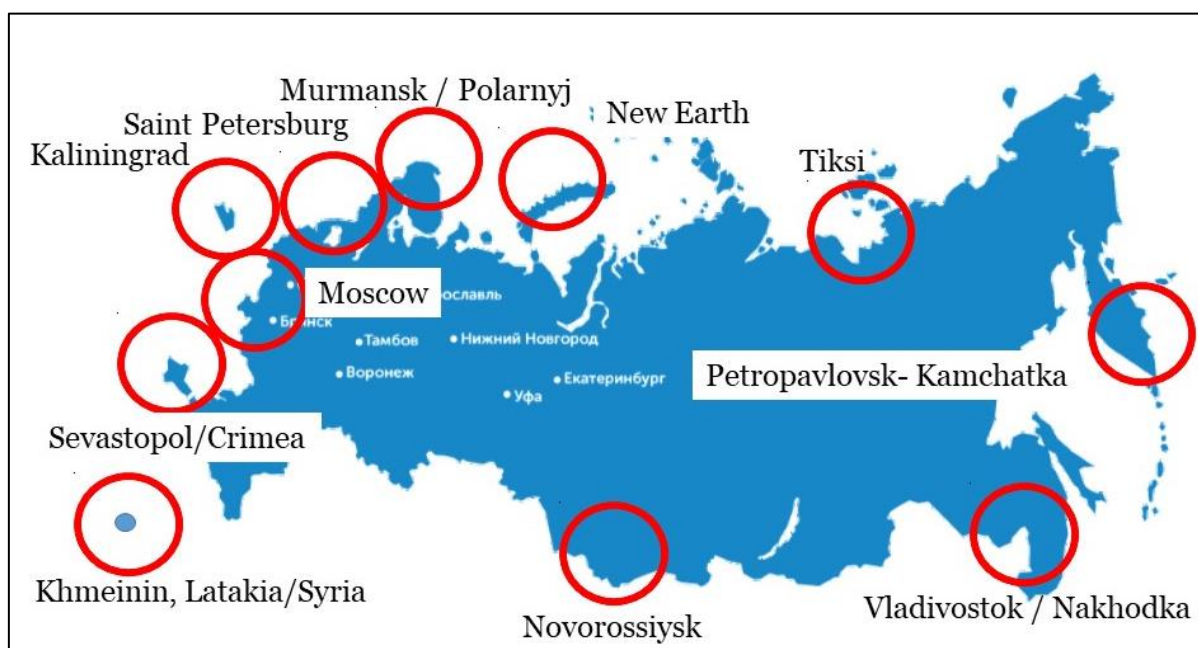 Murmansk / Polarnyj
New Earth
Saint Petersburg
Kaliningrad
Tiksi
Moscow
ославль
Брянск
Тамбов
Нижний Новгород
Воронеж
Екатеринбург
Уфа
Petropavlovsk- Kamchatka
Sevastopol/Crimea
Khmeinin, Latakia/Syria
Novorossiysk
Vladivostok / Nakhodka